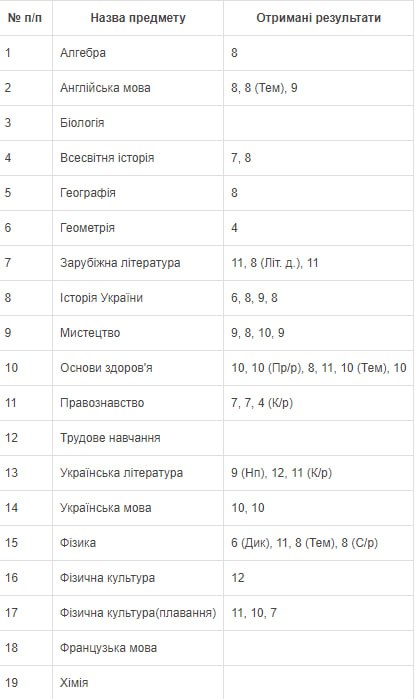 № п/п Назва предмету Отримані результати
1 Алгебра 8
2 Англійська мова 8, 8 (Тем), 9
3 Біологія
4 Всесвітня історія 7, 8
5 Географія 8
6 Геометрія 4
7 Зарубіжна література 11, 8 (Літ. д.), 11
8 Історія України 6, 8, 9, 8
9 Мистецтво 9, 8, 10, 9
10 Основи здоров'я 10, 10 (Пр/р), 8, 11, 10 (Тем), 10
11 Правознавство 7, 7, 4 (К/р)
12 Трудове навчання
13 Українська література 9 (Нп), 12, 11 (К/р)
14 Українська мова 10, 10
15 Фізика 6 (Дик), 11, 8 (Тем), 8 (С/р)
16 Фізична культура 12
17 Фізична культура(плавання) 11, 10, 7
18 Французька мова
19 Хімія